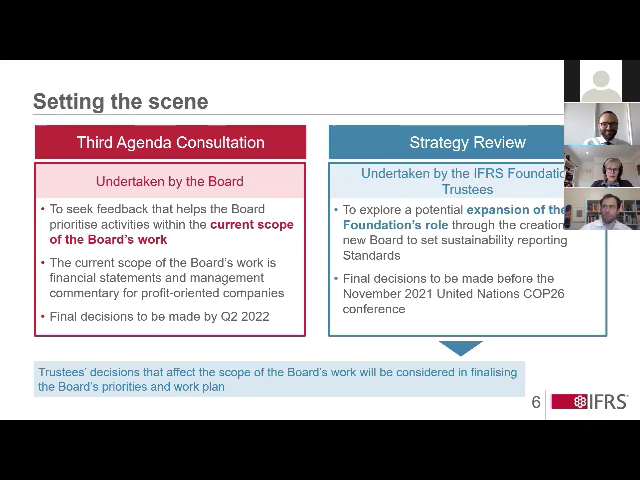 Setting the scene
Third Agenda Consultation
Undertaken by the Board
• To seek feedback that helps the Board
prioritise activities within the current scope
of the Board's work
• The current scope of the Board's work is
financial statements and management
commentary for profit-oriented companies
• Final decisions to be made by Q2 2022
Strategy Review
Undertaken by the IFRS Foundatio
Trustees
• To explore a potential expansion of the
Foundation's role through the creation
new Board to set sustainability reporting
Standards
• Final decisions to be made before the
November 2021 United Nations COP26
conference
Trustees' decisions that affect the scope of the Board's work will be considered in finalising
the Board's priorities and work plan
6
IFRS